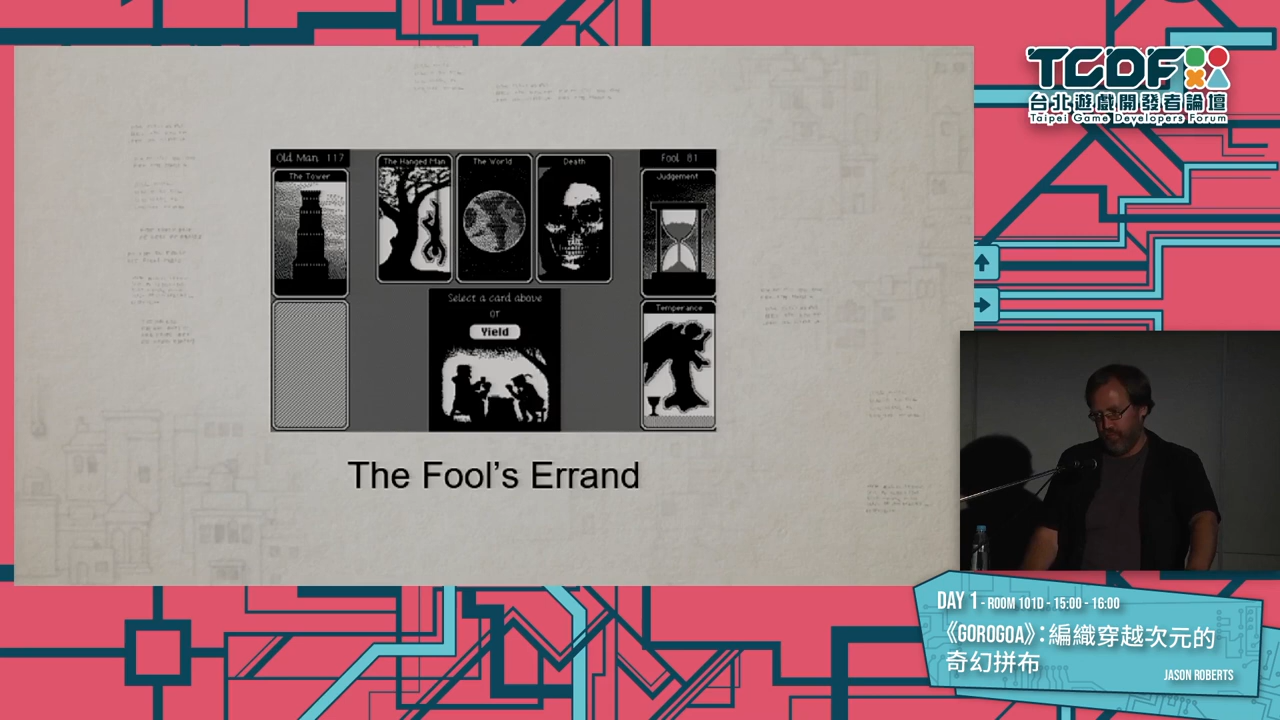 TGDF
台北遊戲開發者論壇
Taipei Game Developers Forum
Old Man 117
The Tower
The Hanged Man
The World
Death
Fool 81
Judgement
Select a card above
or
Yield
Temperance
The Fool’s Errand
DAY 1 - ROOM 101D - 15:00 - 16:00
《GOROGOA》：編織穿越次元的
奇幻拼布
JASON ROBERTS